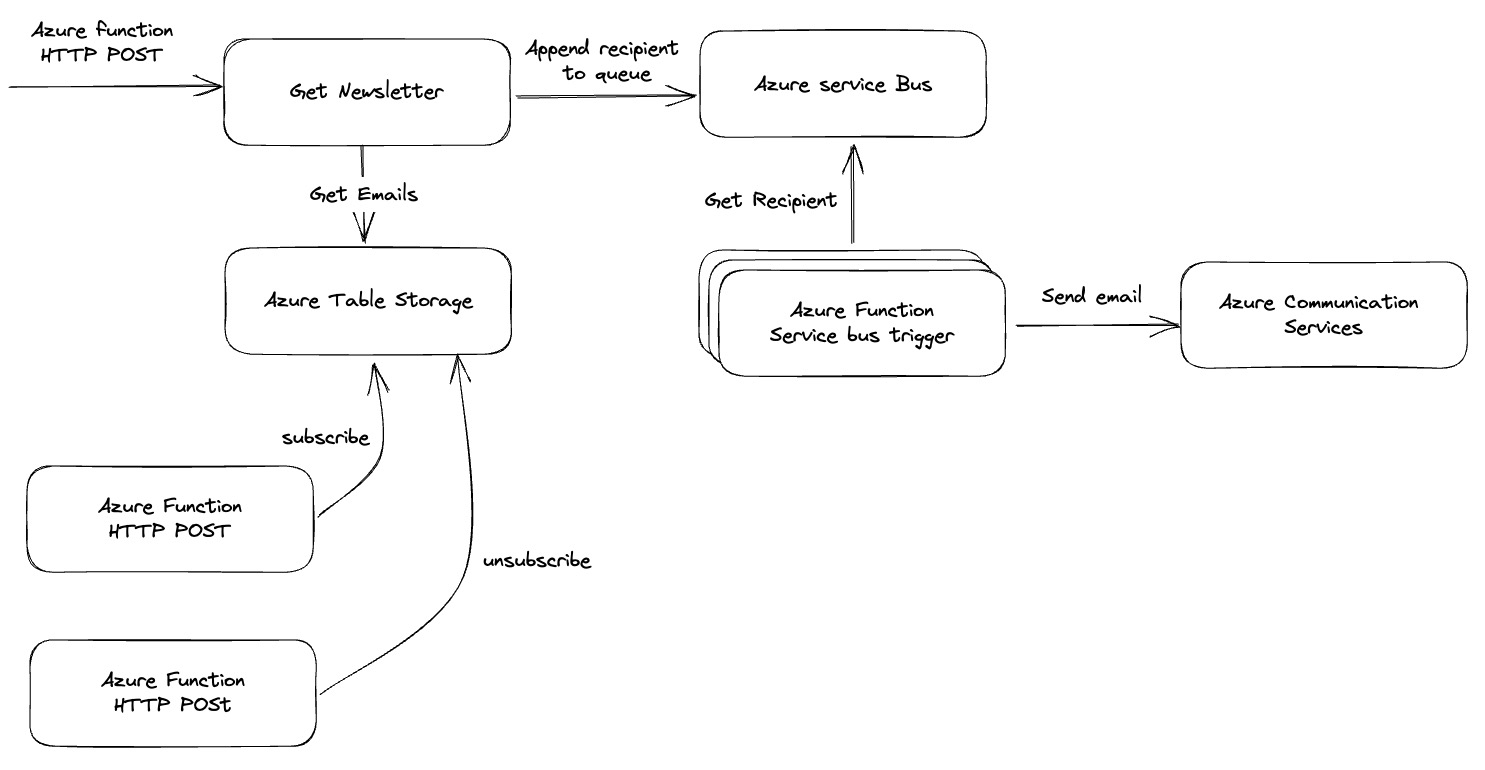 Azure function
HTTP POST
Get Newsletter
Append recipient
to queue
Azure service Bus
Get Emails
Get Recipient
Azure Table Storage
Azure Function
Service bus trigger
Send email
Azure Communication
Services
subscribe
Azure Function
HTTP POST
unsubscribe
Azure Function
HTTP POSt